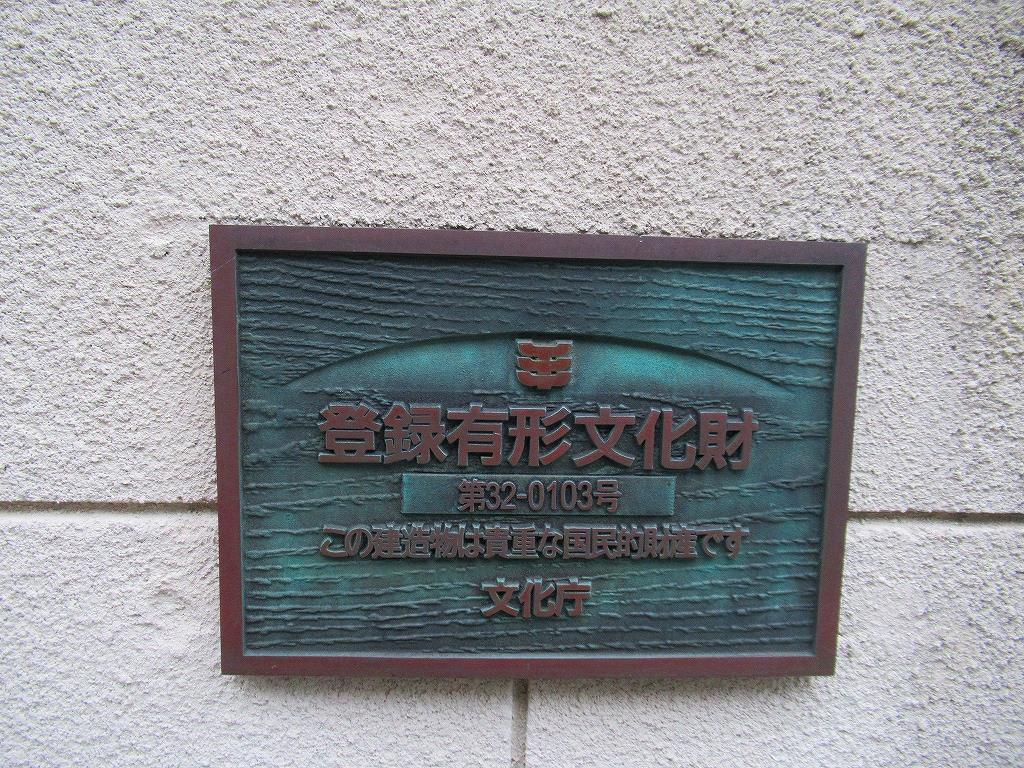 登録有形文化財
第32-0103号
この建造物は貴重な国民的財産です
文化庁